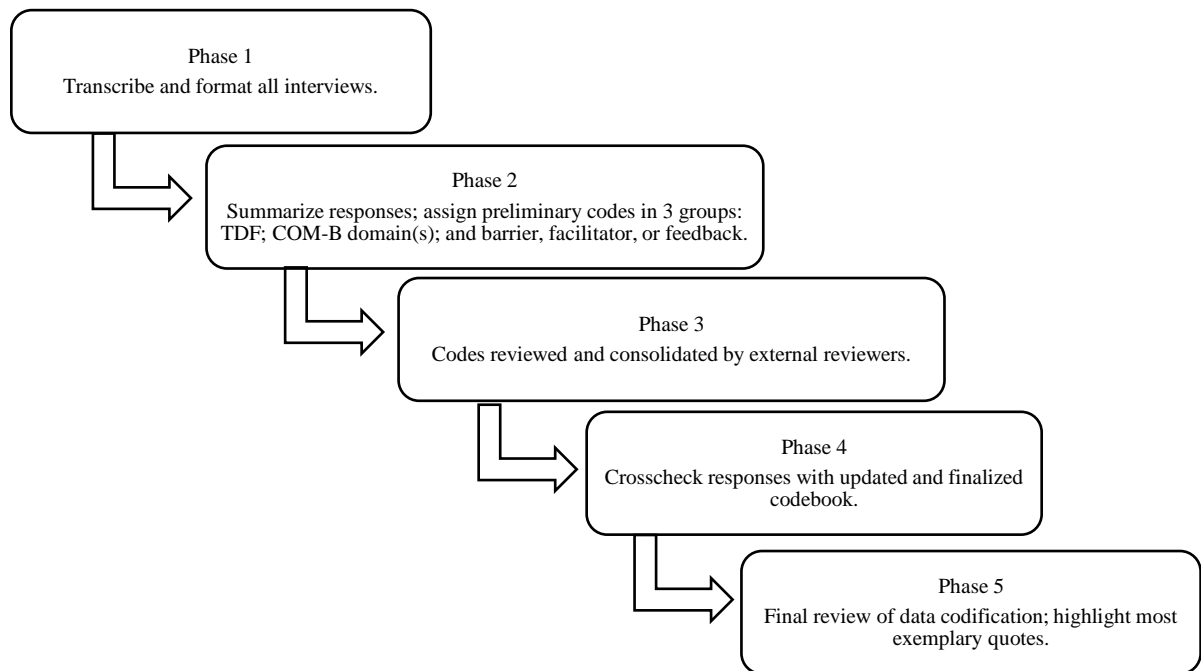 Phase 1
Transcribe and format all interviews.
Phase 2
Summarize responses; assign preliminary codes in 3 groups:
TDF; COM-B domain(s); and barrier, facilitator, or feedback.
Phase 3
Codes reviewed and consolidated by external reviewers.
Phase 4
Crosscheck responses with updated and finalized
codebook.
Phase 5
Final review of data codification; highlight most
exemplary quotes.